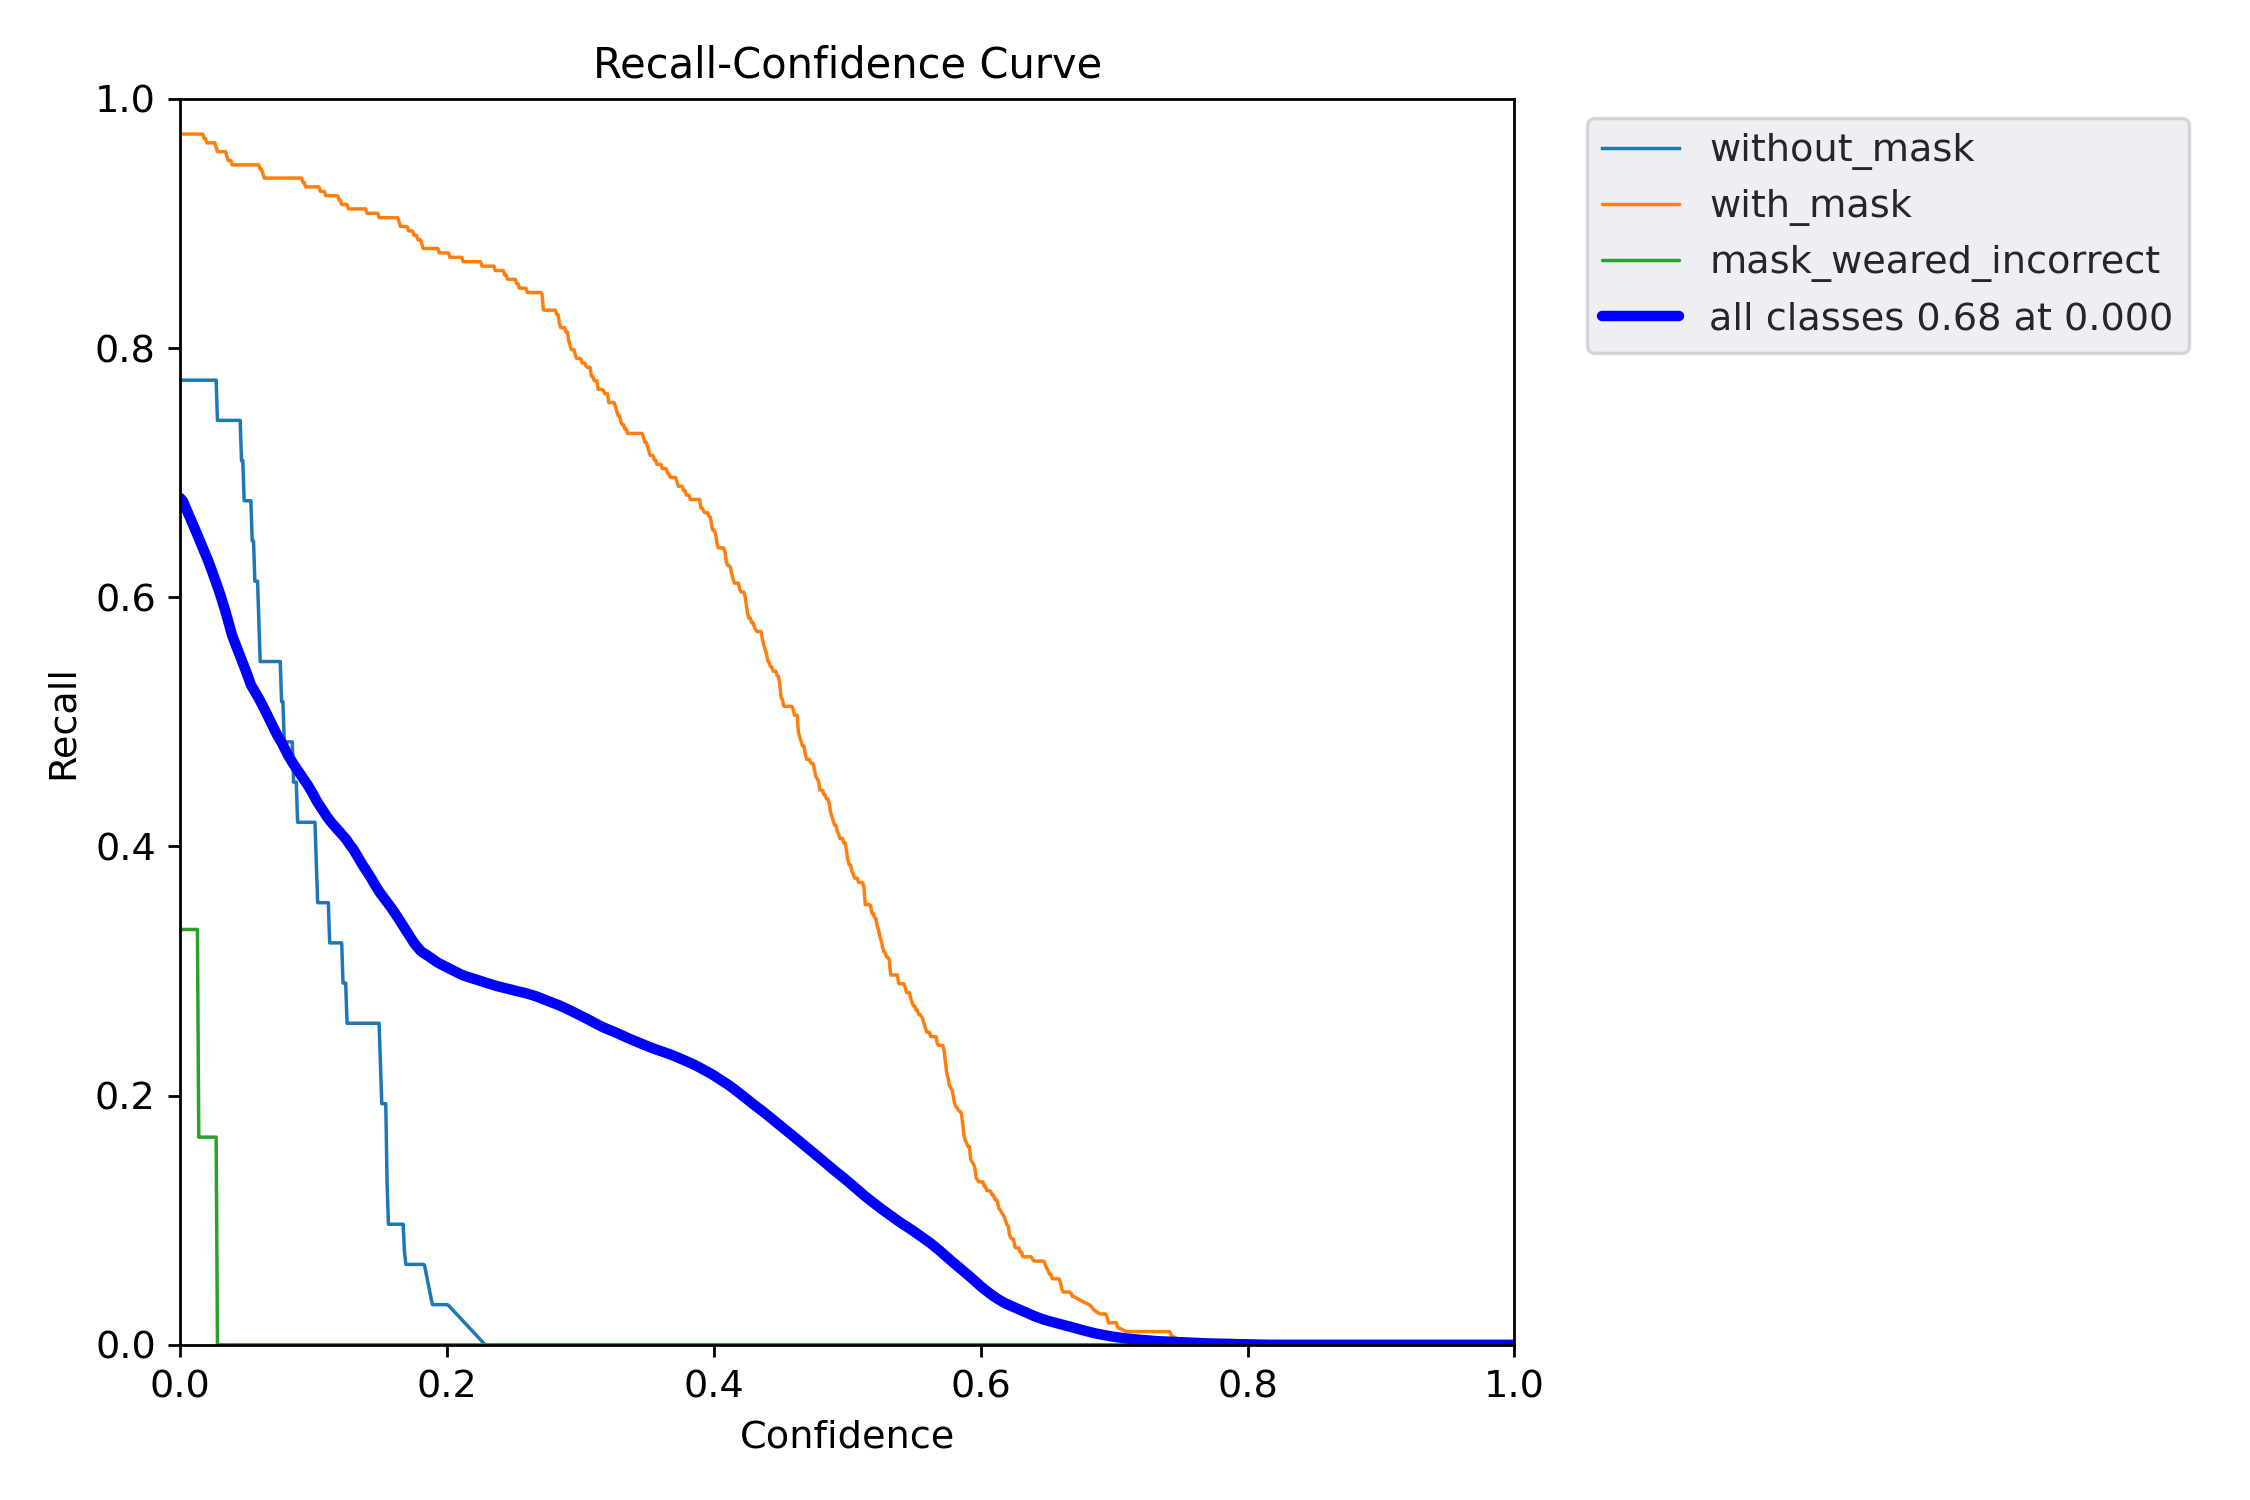 Recall-Confidence Curve
1.0
0.8
0.6
0.4
0.2
0.0
Recall
0.0 0.2 0.4 0.6 0.8 1.0
Confidence
without_mask
with_mask
mask_weared_incorrect
all classes 0.68 at 0.000